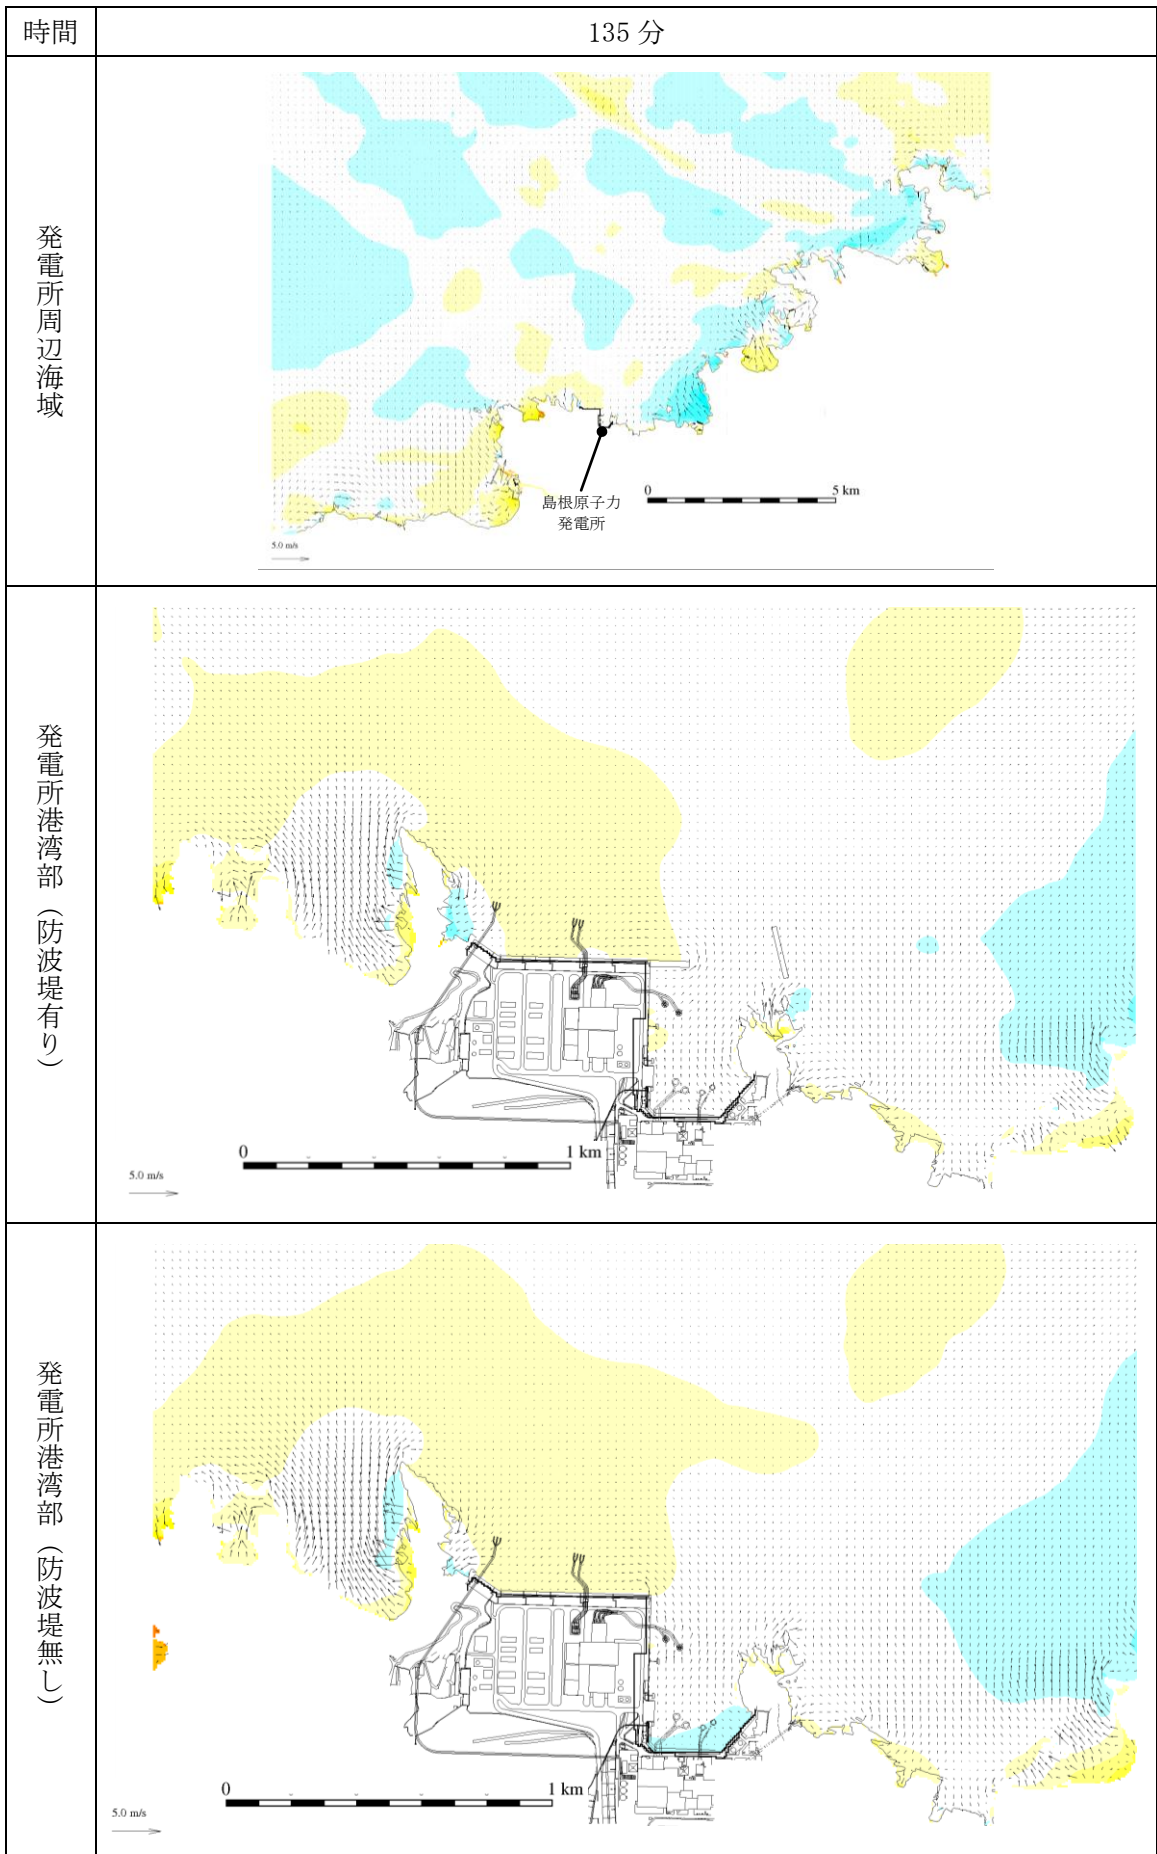 時間
135 分
発電所周辺海域
島根原子力
発電所
0
5 km
5.0 m/s
発電所港湾部（防波堤有り）
0
1 km
5.0 m/s
発電所港湾部（防波堤無し）
0
1 km
5.0 m/s